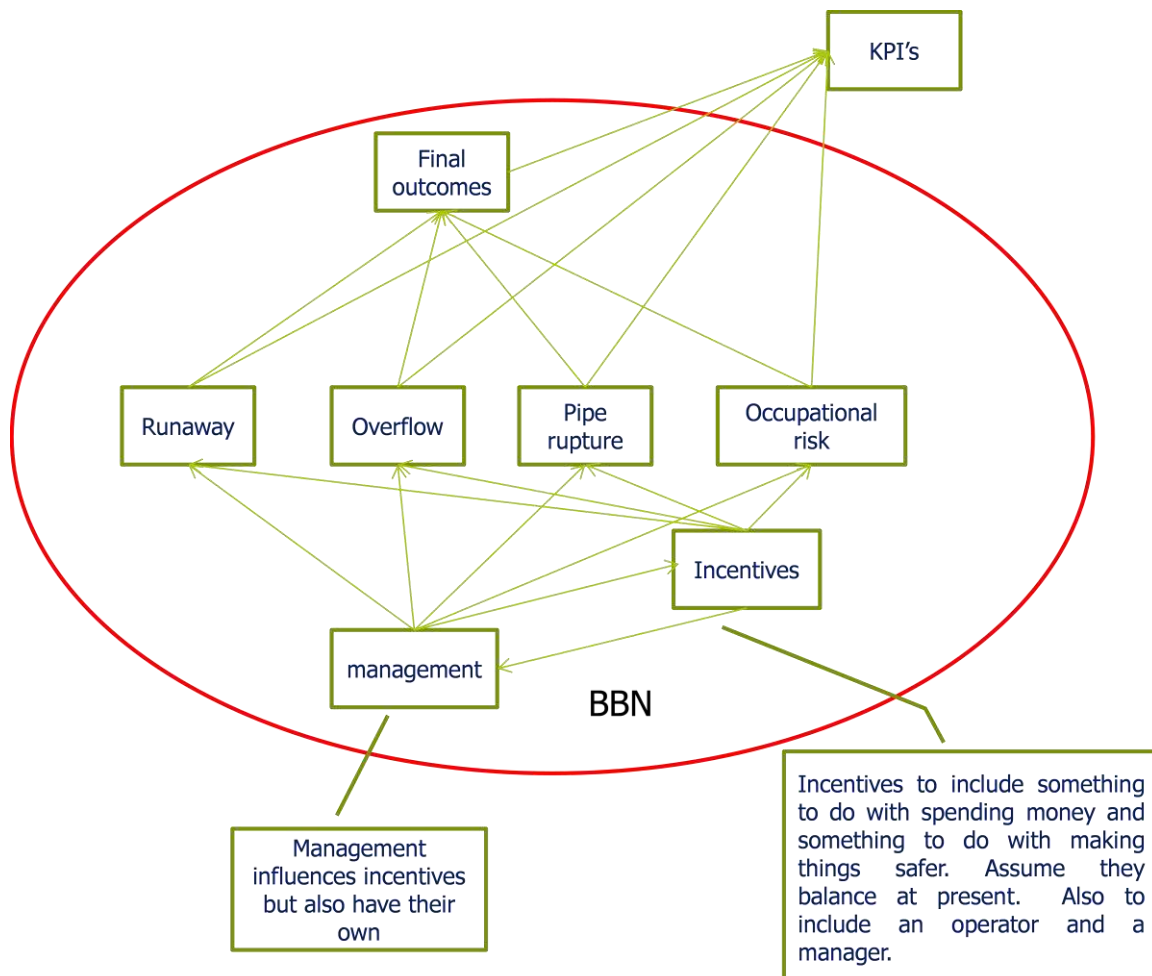 KPI's
Final
outcomes
Runaway
Overflow
Pipe
rupture
Occupational
risk
Incentives
management
BBN
Management
influences incentives
but also have their
own
Incentives to include something
to do with spending money and
something to do with making
things safer. Assume they
balance at present. Also to
include an operator and a
manager.